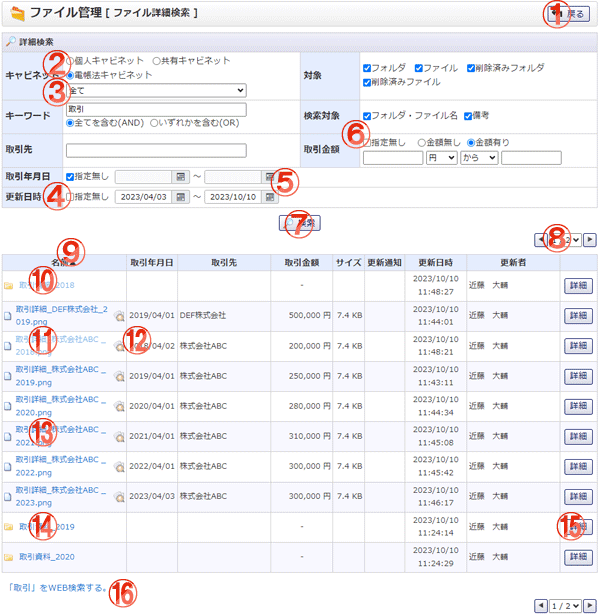 ファイル管理 [ ファイル詳細検索 ]
① 戻る
詳細検索
キャビネット ② 個人キャビネット 共有キャビネット
電帳法キャビネット
③ 全て
対象 フォルダ ファイル 削除済みフォルダ
削除済みファイル
キーワード 取引
全てを含む(AND) いずれかを含む(OR)
検索対象 フォルダ・ファイル名 備考
取引先
取引金額 ⑥ 指定無し 金額無し 金額有り
円 から
取引年月日 指定無し ～ ⑤
更新日時 ④ 指定無し 2023/04/03 ～ 2023/10/10
⑦ 検索
⑧ 2
⑨
名前 取引年月日 取引先 取引金額 サイズ 更新通知 更新日時 更新者
⑩ 取引 2018 - 2023/10/10 11:48:27 近藤 大輔 詳細
取引詳細_DEF株式会社_2019.png 2019/04/01 DEF株式会社 500,000 円 7.4 KB 2023/10/10 11:44:01 近藤 大輔 詳細
⑪ 取引詳細_株式会社ABC_2018.png ⑫ 2018/04/02 株式会社ABC 200,000 円 7.4 KB 2023/10/10 11:48:21 近藤 大輔 詳細
取引詳細_株式会社ABC_2019.png 2019/04/01 株式会社ABC 250,000 円 7.4 KB 2023/10/10 11:43:11 近藤 大輔 詳細
取引詳細_株式会社ABC_2020.png 2020/04/01 株式会社ABC 280,000 円 7.4 KB 2023/10/10 11:44:34 近藤 大輔 詳細
⑬ 取引詳細_株式会社ABC_2021.png 2021/04/01 株式会社ABC 310,000 円 7.4 KB 2023/10/10 11:45:08 近藤 大輔 詳細
取引詳細_株式会社ABC_2022.png 2022/04/01 株式会社ABC 300,000 円 7.4 KB 2023/10/10 11:45:42 近藤 大輔 詳細
取引詳細_株式会社ABC_2023.png 2023/04/03 株式会社ABC 300,000 円 7.4 KB 2023/10/10 11:46:17 近藤 大輔 詳細
⑭ 取引 _2019 - 2023/10/10 11:24:14 近藤 大輔 ⑮ 詳細
取引資料_2020 - 2023/10/10 11:24:29 近藤 大輔 詳細
「取引」をWEB検索する。 ⑯
1 / 2